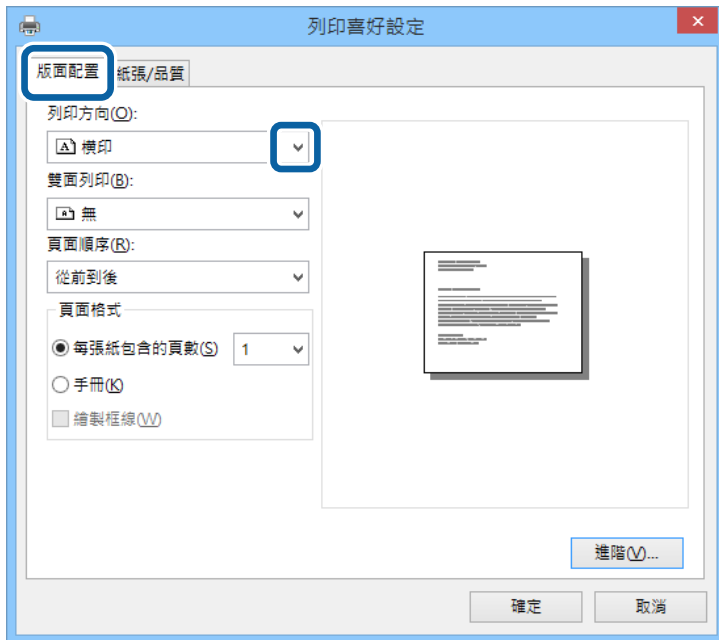 列印喜好設定
版面配置 紙張/品質
列印方向(O):
橫印
雙面列印(B):
無
頁面順序(R):
從前到後
頁面格式
每張紙包含的頁數(S) 1
手冊(K)
繪製框線(W)
進階(V)...
確定 取消